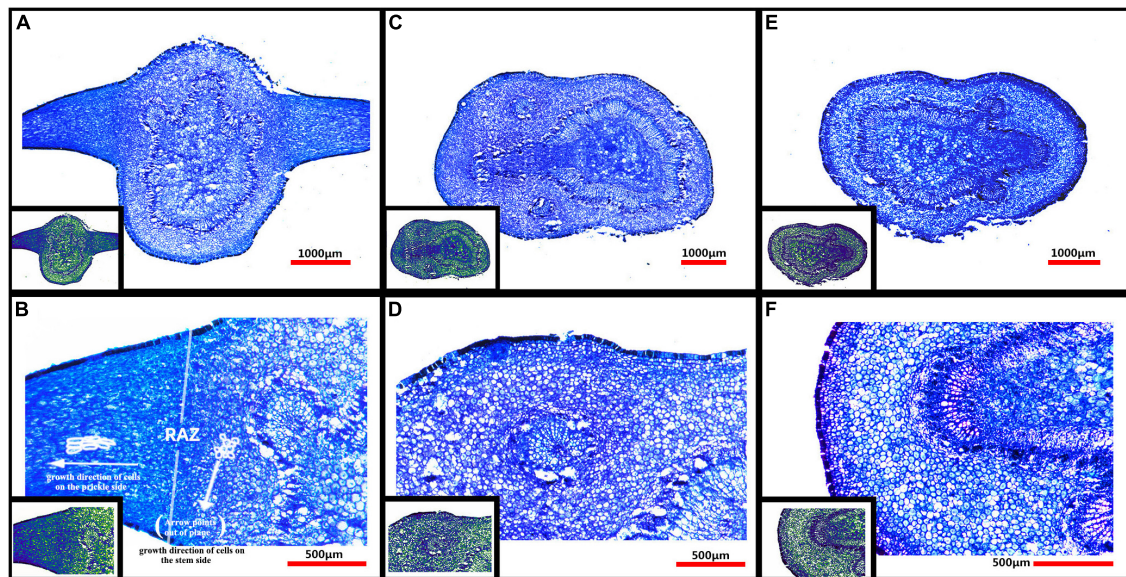 A
1000μm
C
1000μm
E
1000μm
B
RAZ
growth direction of cells
on the prickle side
( Arrow points )
out of plage
growth direction of cells on
the stem side
500μm
D
500μm
F
500μm